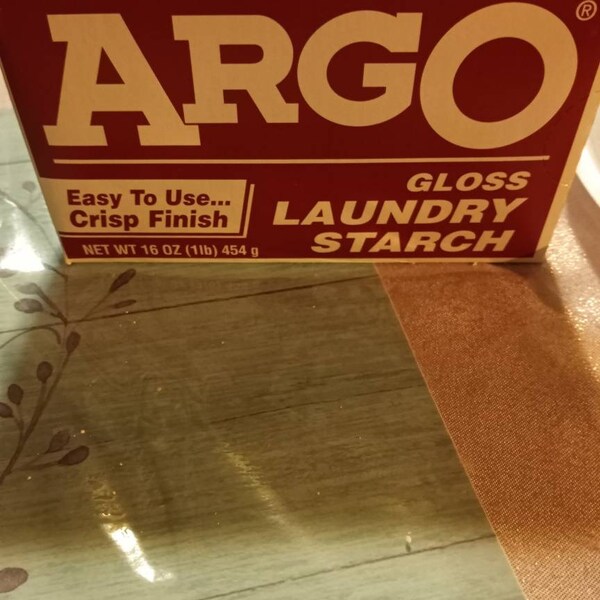 ARGO®
GLOSS
LAUNDRY
STARCH
Easy To Use...
Crisp Finish
NET WT 16 OZ (1lb) 454 g